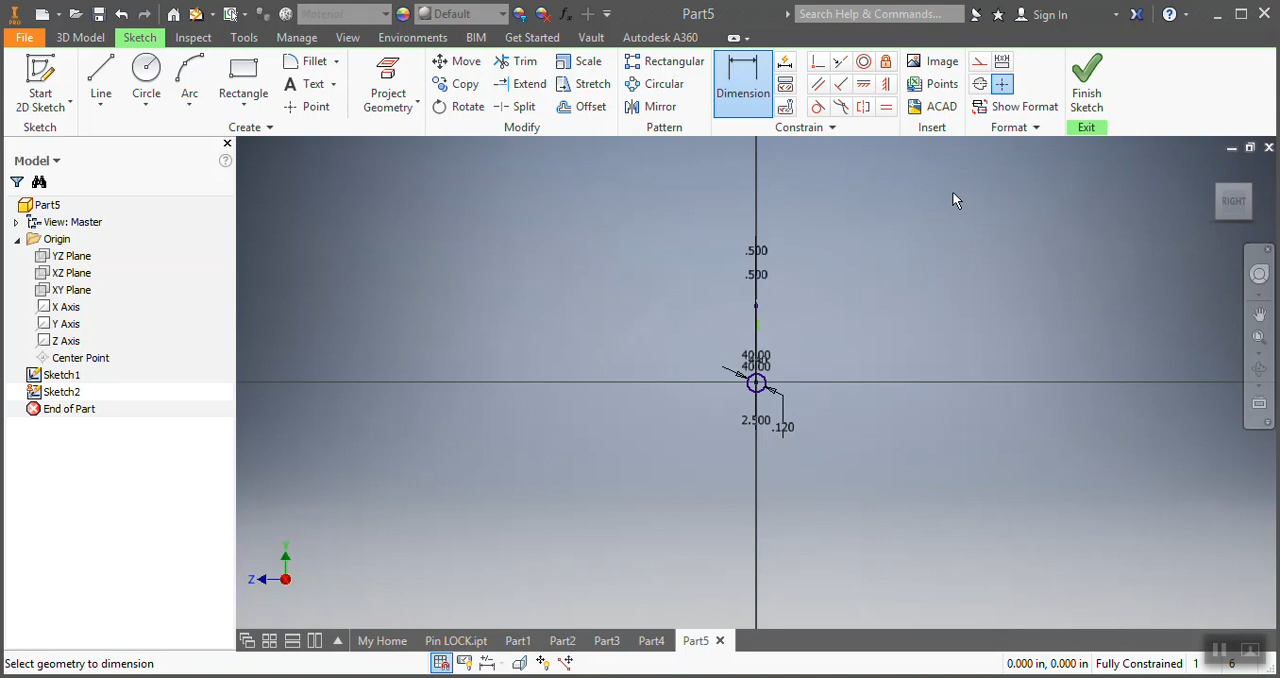 PRO
Material
Default
fx
Part5
Search Help & Commands...
Sign In
File
3D Model
Sketch
Inspect
Tools
Manage
View
Environments
BIM
Get Started
Vault
Autodesk A360
Start
2D Sketch
Line
Circle
Arc
Rectangle
Fillet
Text
Point
Project
Geometry
Move
Copy
Rotate
Trim
Extend
Split
Scale
Stretch
Offset
Rectangular
Circular
Mirror
Dimension
Image
Points
ACAD
Show Format
Finish
Sketch
Sketch
Create
Modify
Pattern
Constrain
Insert
Format
Exit
Model
Part5
View: Master
Origin
YZ Plane
XZ Plane
XY Plane
X Axis
Y Axis
Z Axis
Center Point
Sketch1
Sketch2
End of Part
RIGHT
.500
.500
40.00
40.00
2.500
.120
Y
Z
My Home
Pin LOCK.ipt
Part1
Part2
Part3
Part4
Part5
Select geometry to dimension
0.000 in, 0.000 in
Fully Constrained
1
6